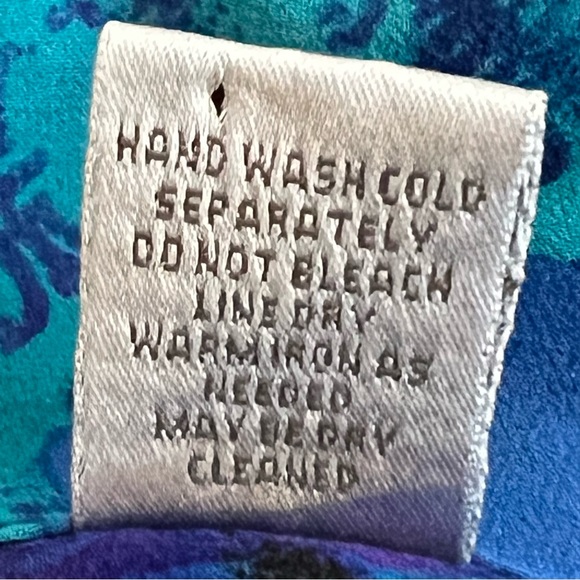 HAND WASH COLD
SEPARATELY
DO NOT BLEACH
LINE DRY
WARM IRON AS
NEEDED
MAY BE DRY
CLEANED